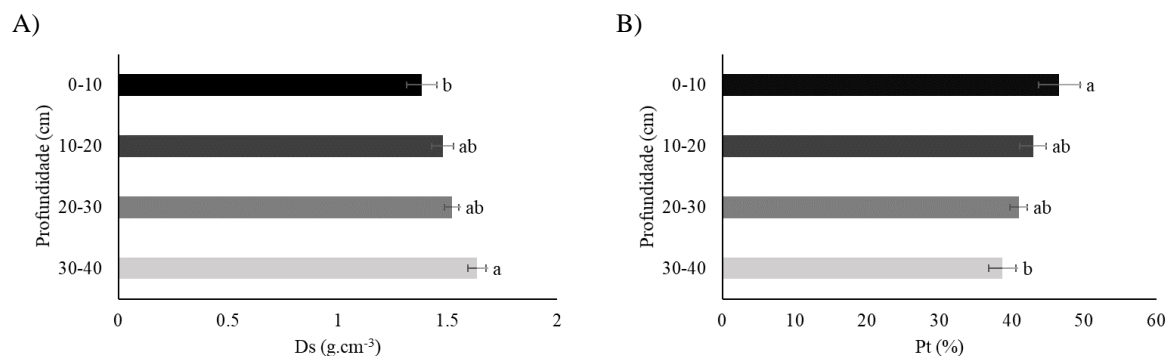 A)
Profundidade (cm)
0-10
b
10-20
ab
20-30
ab
30-40
a
0
0.5
1
1.5
2
Ds (g.cm⁻³)
B)
Profundidade (cm)
0-10
a
10-20
ab
20-30
ab
30-40
b
0
10
20
30
40
50
60
Pt (%)